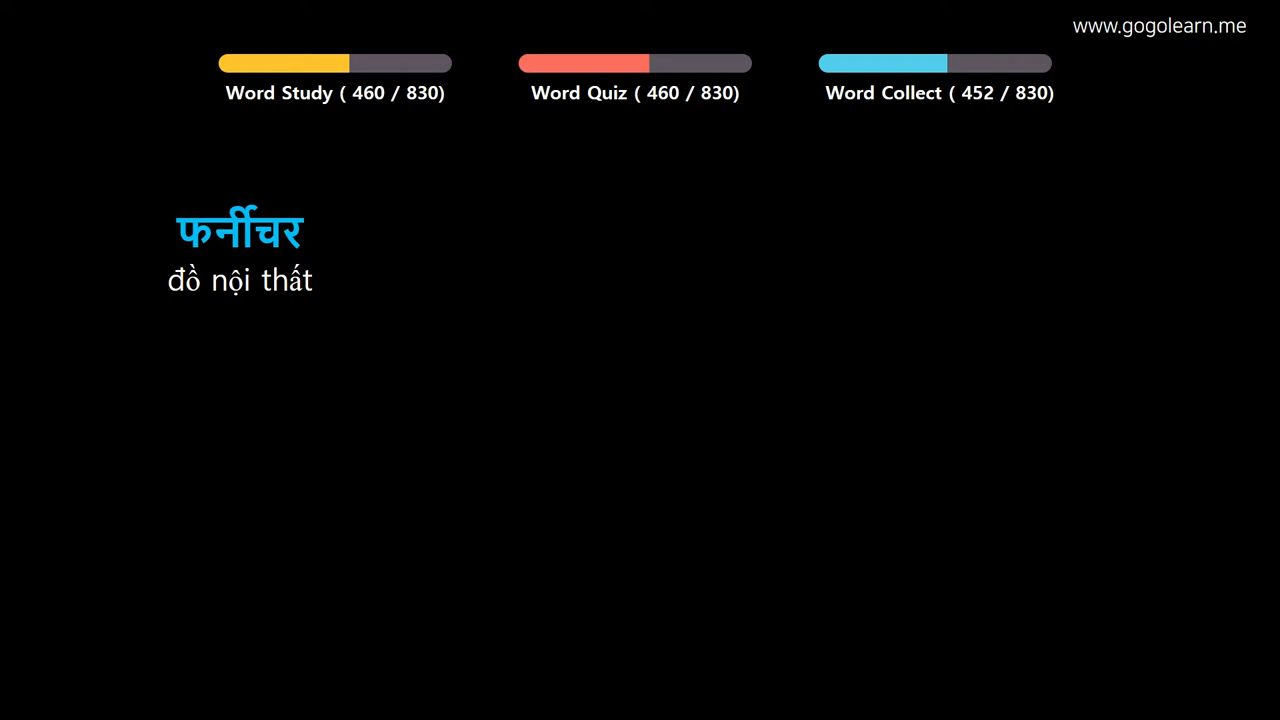 www.gogolearn.me
Word Study ( 460 / 830)
Word Quiz ( 460 / 830)
Word Collect ( 452 / 830)
फर्नीचर
đồ nội thất